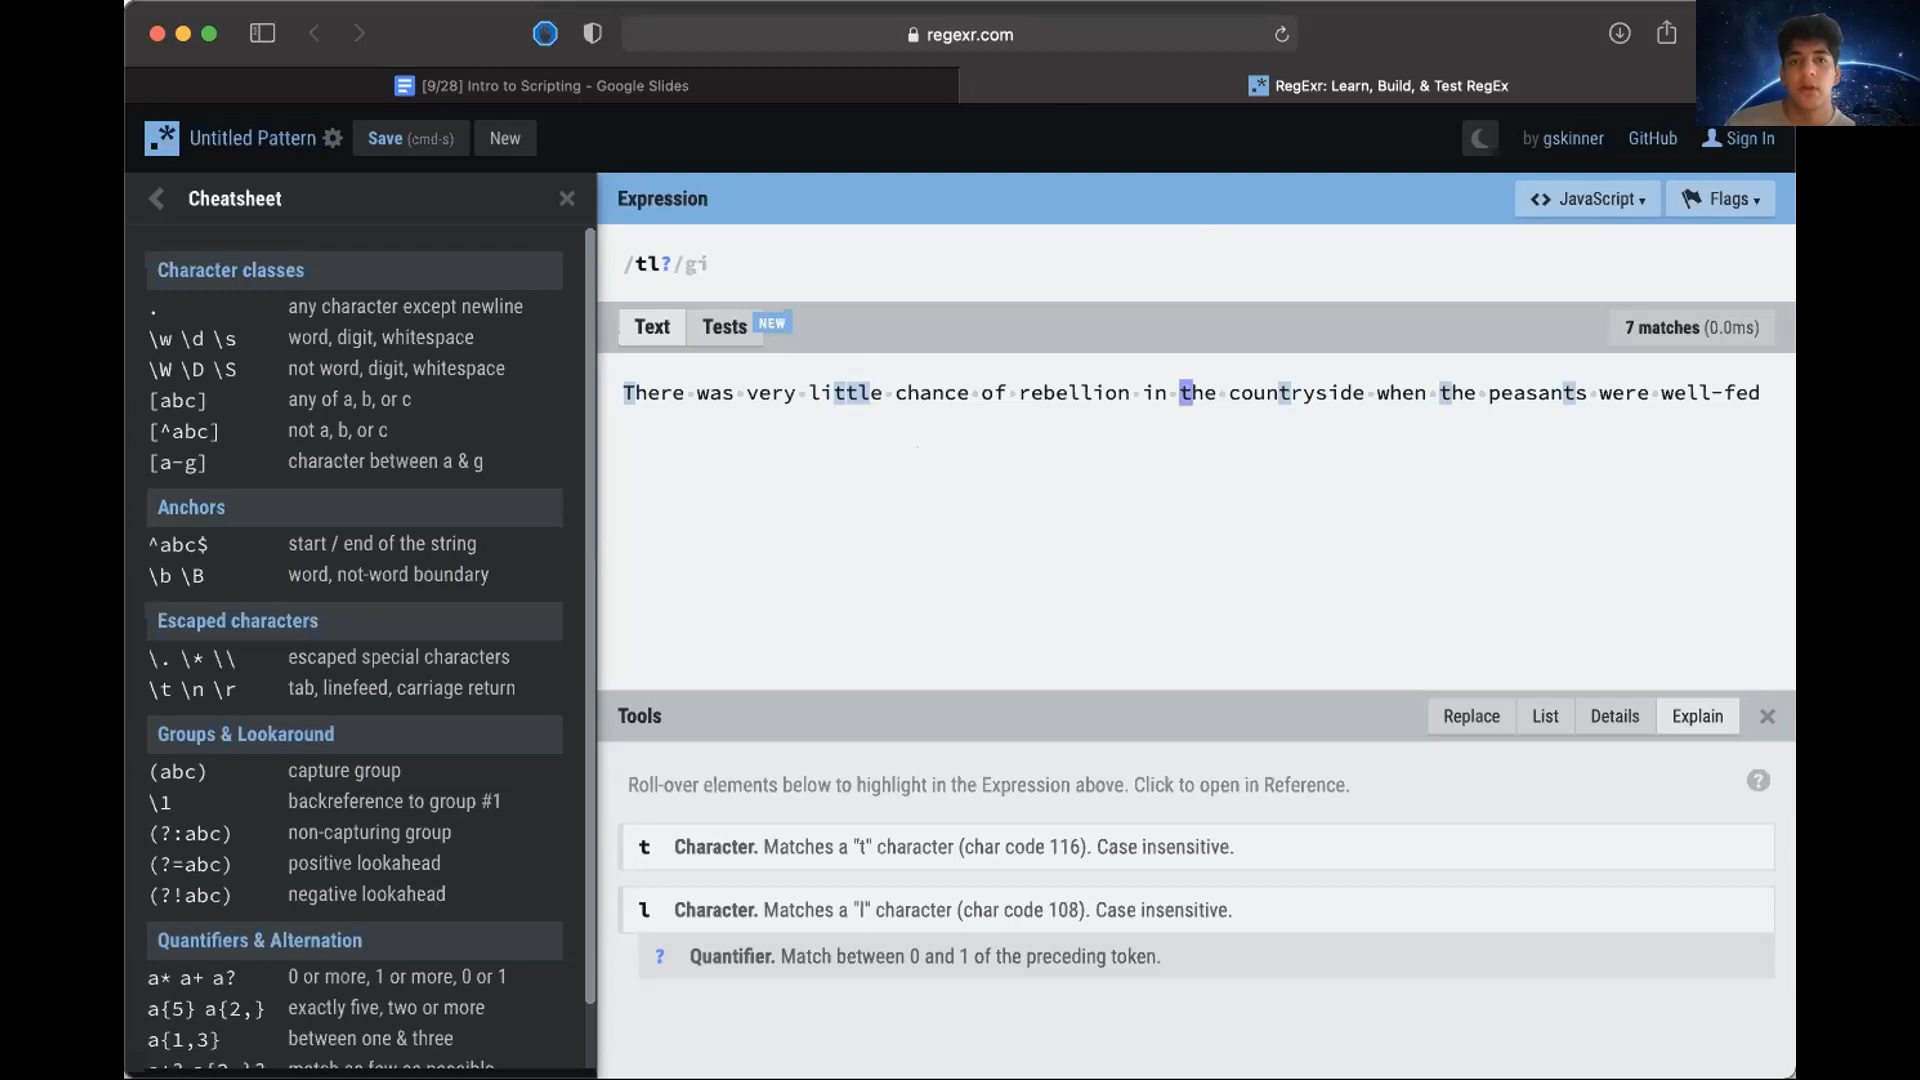 regexr.com
[9/28] Intro to Scripting - Google Slides
RegExr: Learn, Build, & Test RegEx
Untitled Pattern
Save (cmd-s)
New
by gskinner
GitHub
Sign In
Cheatsheet
Character classes
. any character except newline
\w \d \s word, digit, whitespace
\W \D \S not word, digit, whitespace
[abc] any of a, b, or c
[^abc] not a, b, or c
[a-g] character between a & g
Anchors
^abc$ start / end of the string
\b \B word, not-word boundary
Escaped characters
\. \* \\ escaped special characters
\t \n \r tab, linefeed, carriage return
Groups & Lookaround
(abc) capture group
\1 backreference to group #1
(?:abc) non-capturing group
(?=abc) positive lookahead
(?!abc) negative lookahead
Quantifiers & Alternation
a* a+ a? 0 or more, 1 or more, 0 or 1
a{5} a{2,} exactly five, two or more
a{1,3} between one & three
Expression
<> JavaScript
Flags
/tl?/gi
Text
Tests NEW
7 matches (0.0ms)
There was very little chance of rebellion in the countryside when the peasants were well-fed
Tools
Replace
List
Details
Explain
Roll-over elements below to highlight in the Expression above. Click to open in Reference.
?
t Character. Matches a "t" character (char code 116). Case insensitive.
l Character. Matches a "l" character (char code 108). Case insensitive.
? Quantifier. Match between 0 and 1 of the preceding token.